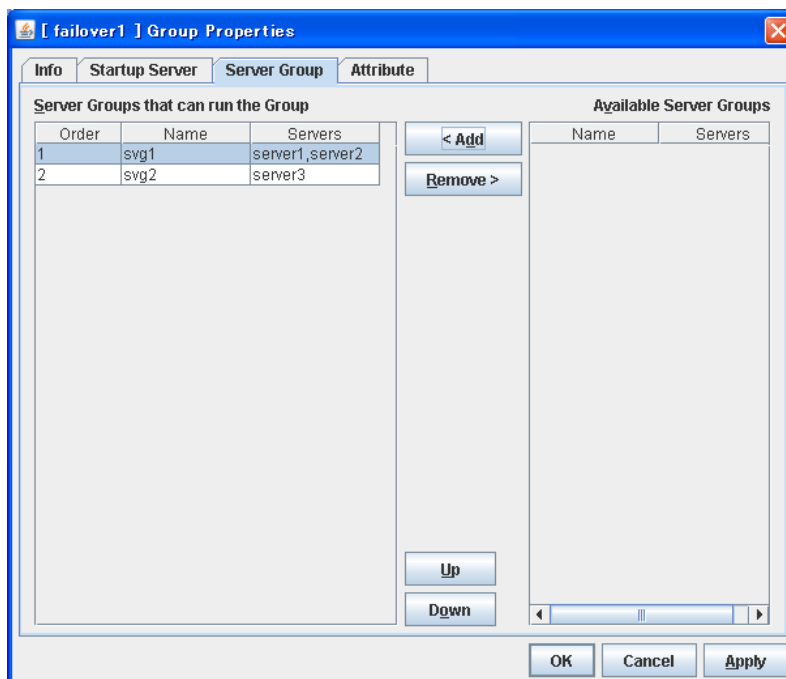 [ failover1 ] Group Properties
Info Startup Server Server Group Attribute
Server Groups that can run the Group
Available Server Groups
Order Name Servers
1 svg1 server1,server2
2 svg2 server3
< Add
Remove >
Name Servers
Up
Down
OK Cancel Apply